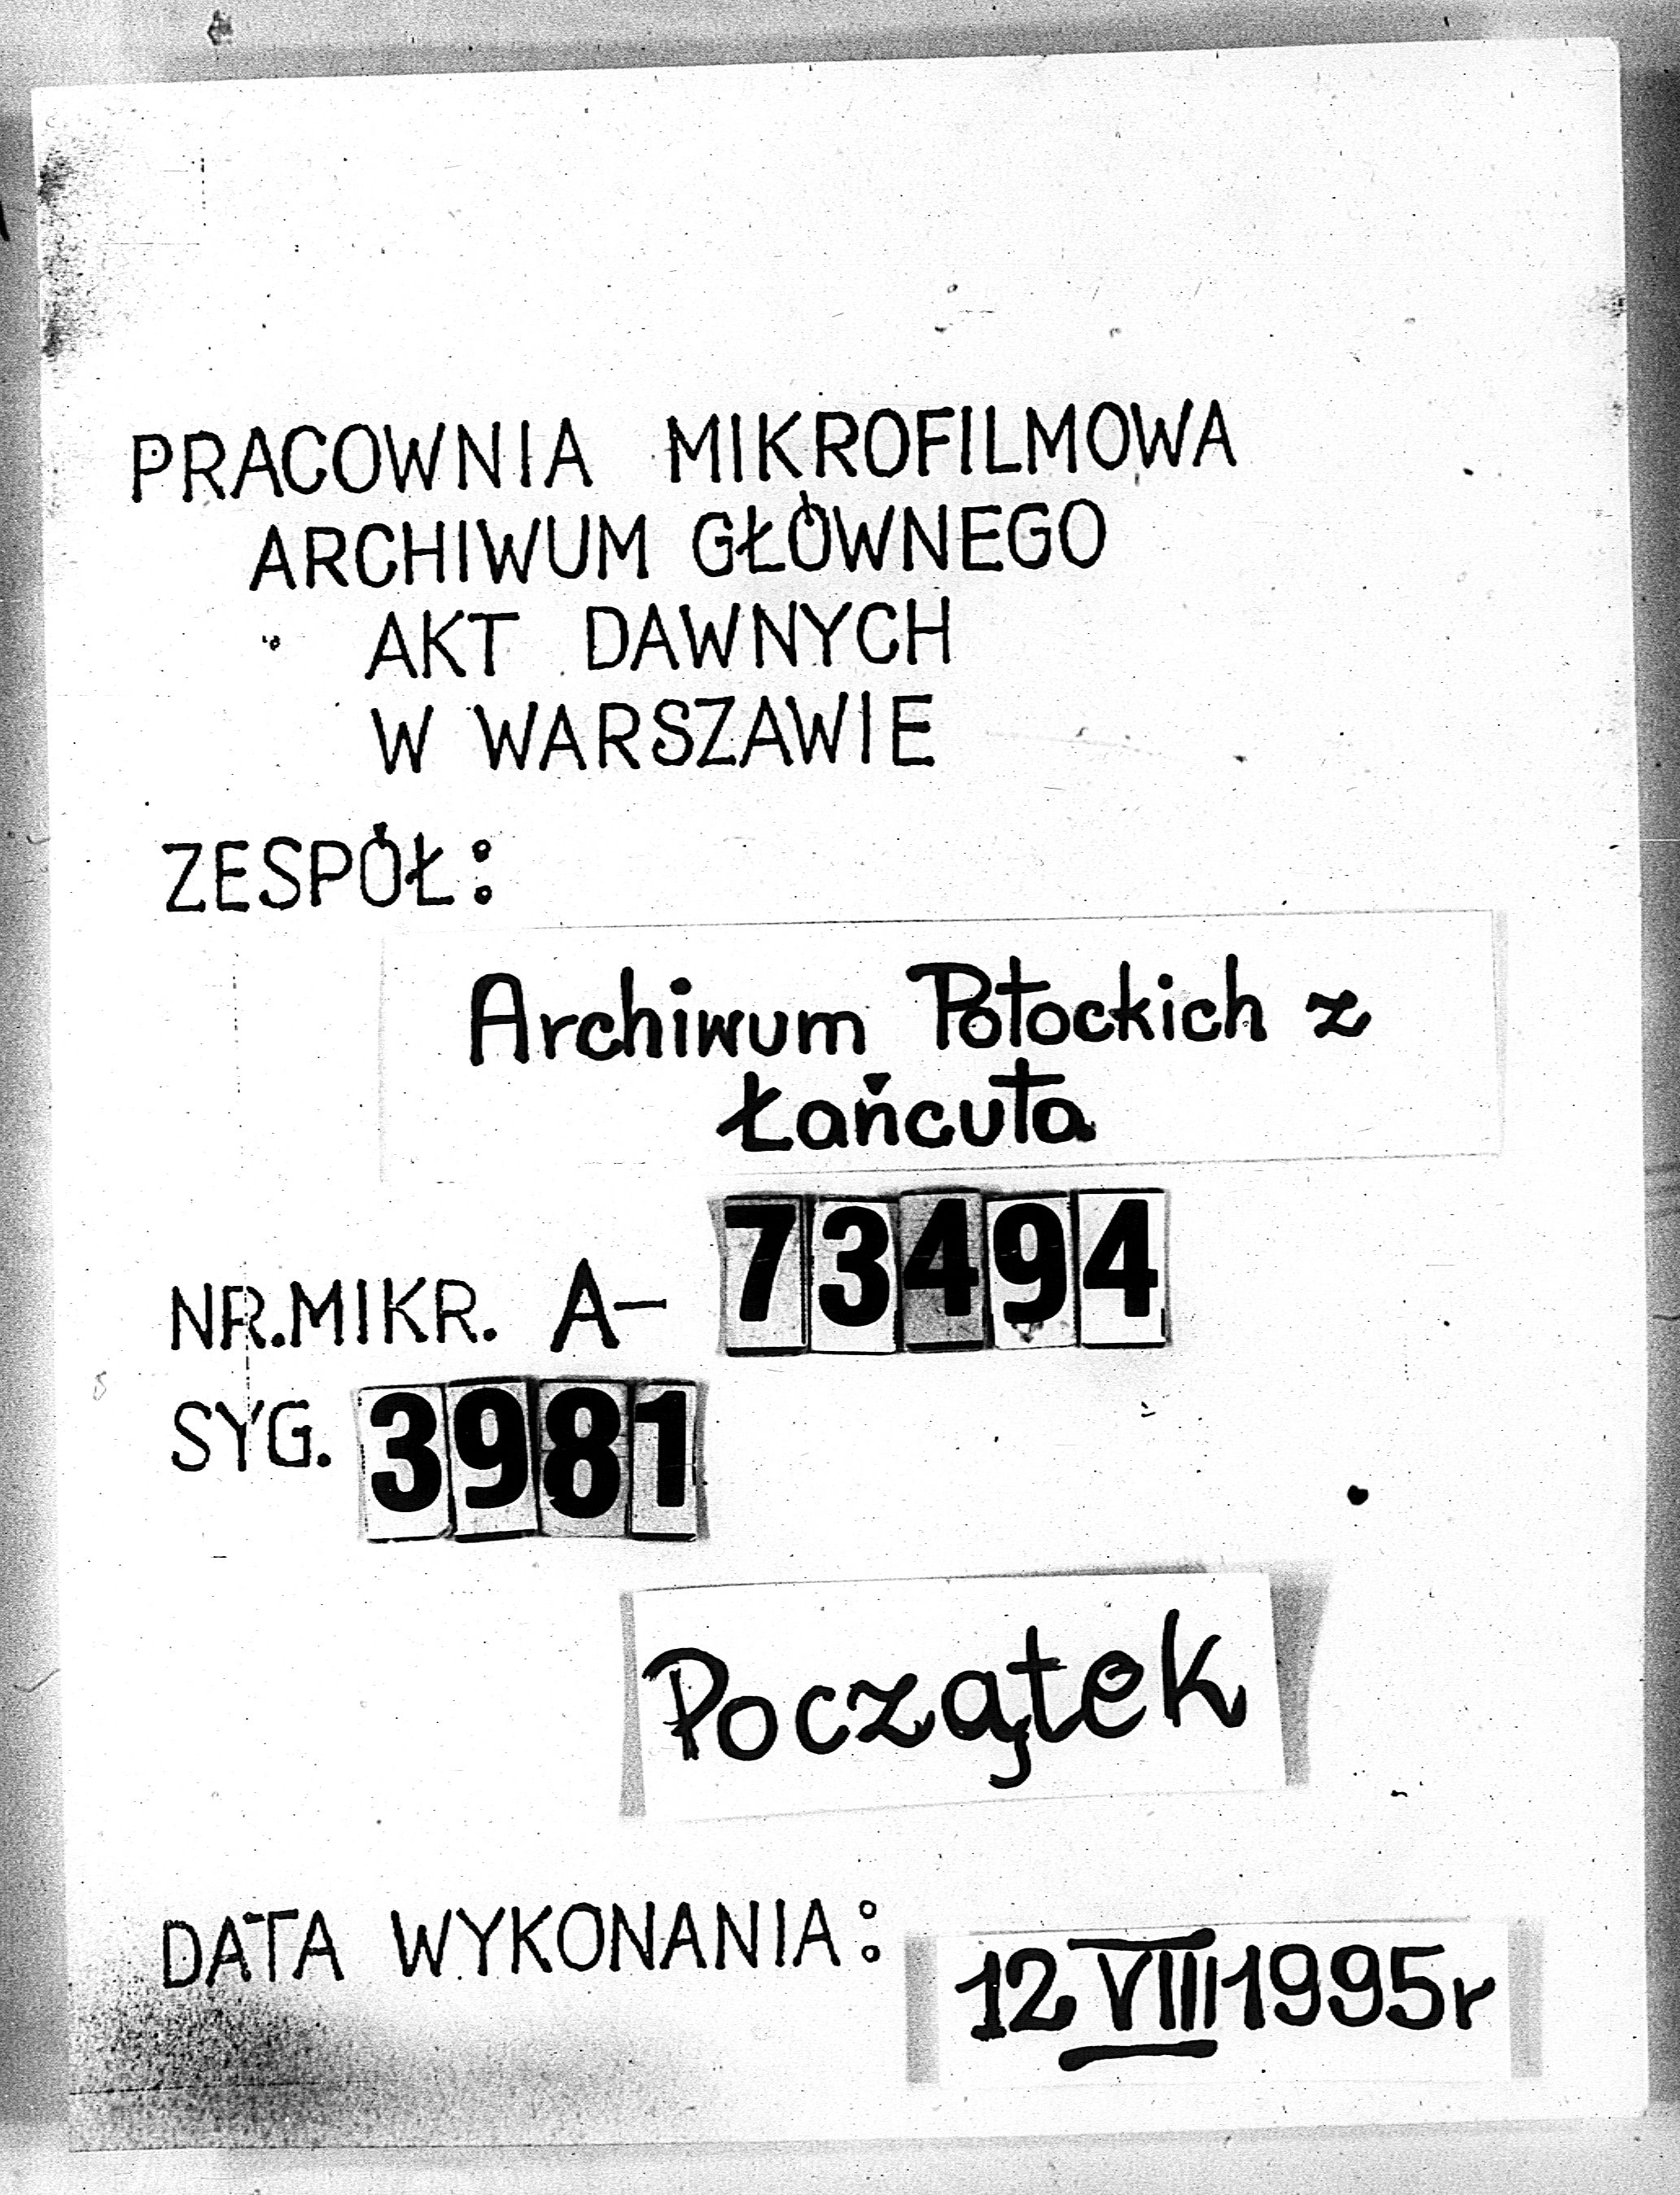 PRACOWNIA MIKROFILMOWA
ARCHIWUM GŁÓWNEGO
AKT DAWNYCH
W WARSZAWIE
ZESPÓŁ:
Archiwum Potockich z
Łańcuta
NR.MIKR. A- 73494
SYG. 3981
Początek
DATA WYKONANIA: 12 VIII 1995r